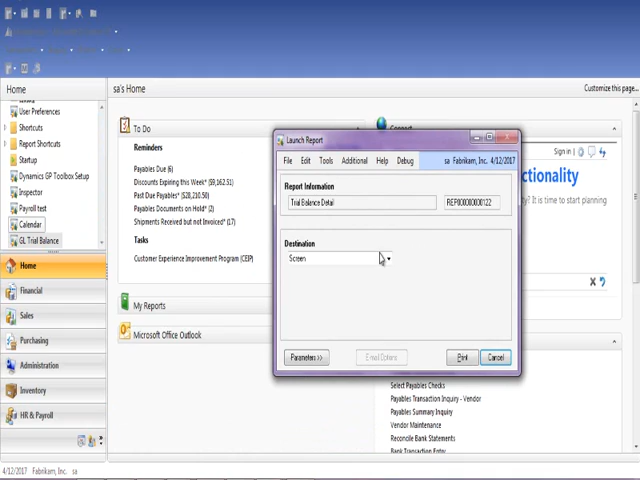 Home
sa's Home
Customize this page...
User Preferences
Shortcuts
Report Shortcuts
Startup
Dynamics GP Toolbox Setup
Inspector
Payroll test
Calendar
GL Trial Balance
Home
Financial
Sales
Purchasing
Administration
Inventory
HR & Payroll
To Do
Reminders
Payables Due (6)
Discounts Expiring this Week* ($9,162.51)
Past Due Payables* ($28,210.50)
Payables Documents on Hold* (2)
Shipments Received but not Invoiced* (17)
Tasks
Customer Experience Improvement Program (CEIP)
My Reports
Microsoft Office Outlook
Connect
Sign in
ctionality
? It is time to start planning
Launch Report
File Edit Tools Additional Help Debug
sa Fabrikam, Inc. 4/12/2017
Report Information
Trial Balance Detail
REP000000000122
Destination
Screen
Parameters >>
E-mail Options
Print
Cancel
Select Payables Checks
Payables Transaction Inquiry - Vendor
Payables Summary Inquiry
Vendor Maintenance
Reconcile Bank Statements
Bank Transaction Entry
4/12/2017 Fabrikam, Inc. sa